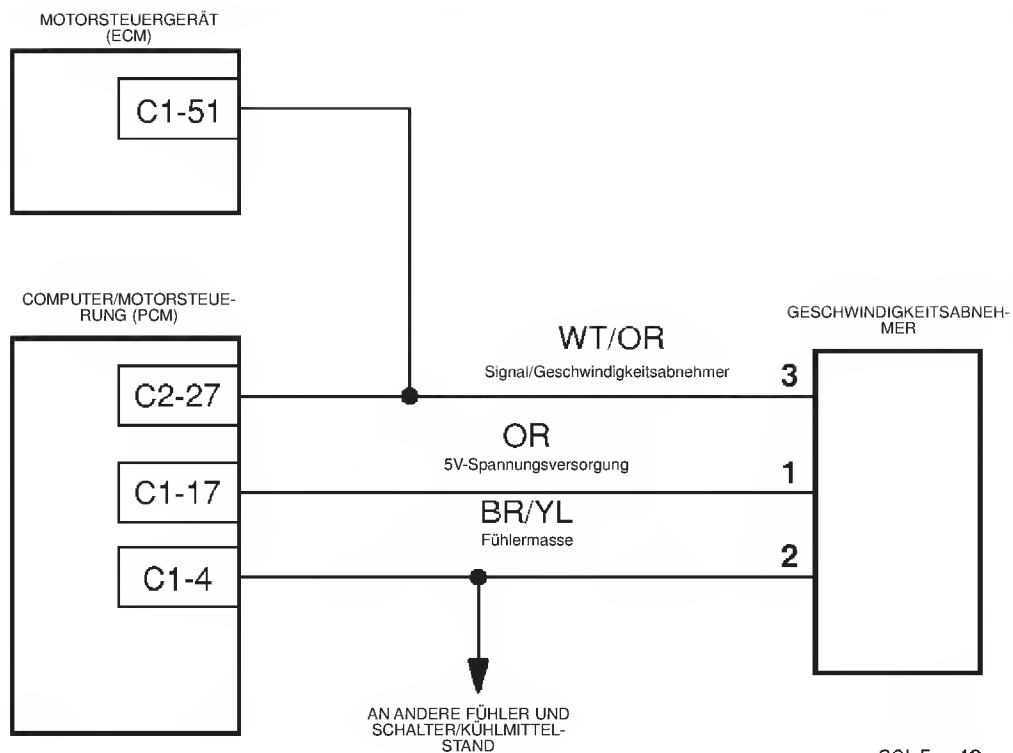 MOTORSTEUERGERÄT
(ECM)
C1-51
COMPUTER/MOTORSTEUE-
RUNG (PCM)
GESCHWINDIGKEITSABNEH-
MER
WT/OR
Signal/Geschwindigkeitsabnehmer
3
C2-27
OR
5V-Spannungsversorgung
1
C1-17
BR/YL
Fühlermasse
2
C1-4
AN ANDERE FÜHLER UND
SCHALTER/KÜHLMITTEL-
STAND